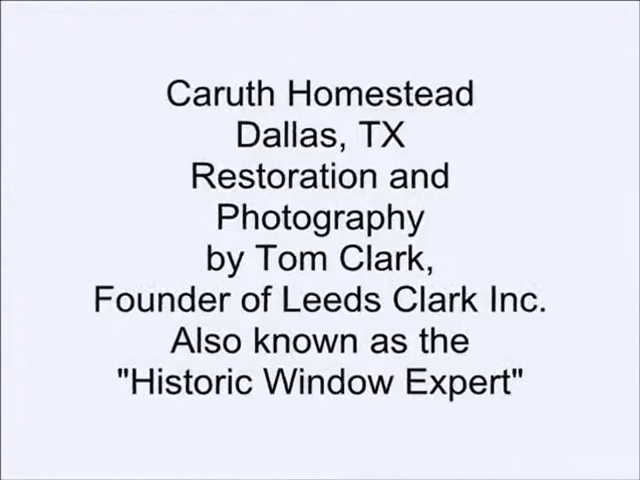 Caruth Homestead
Dallas, TX
Restoration and
Photography
by Tom Clark,
Founder of Leeds Clark Inc.
Also known as the
"Historic Window Expert"